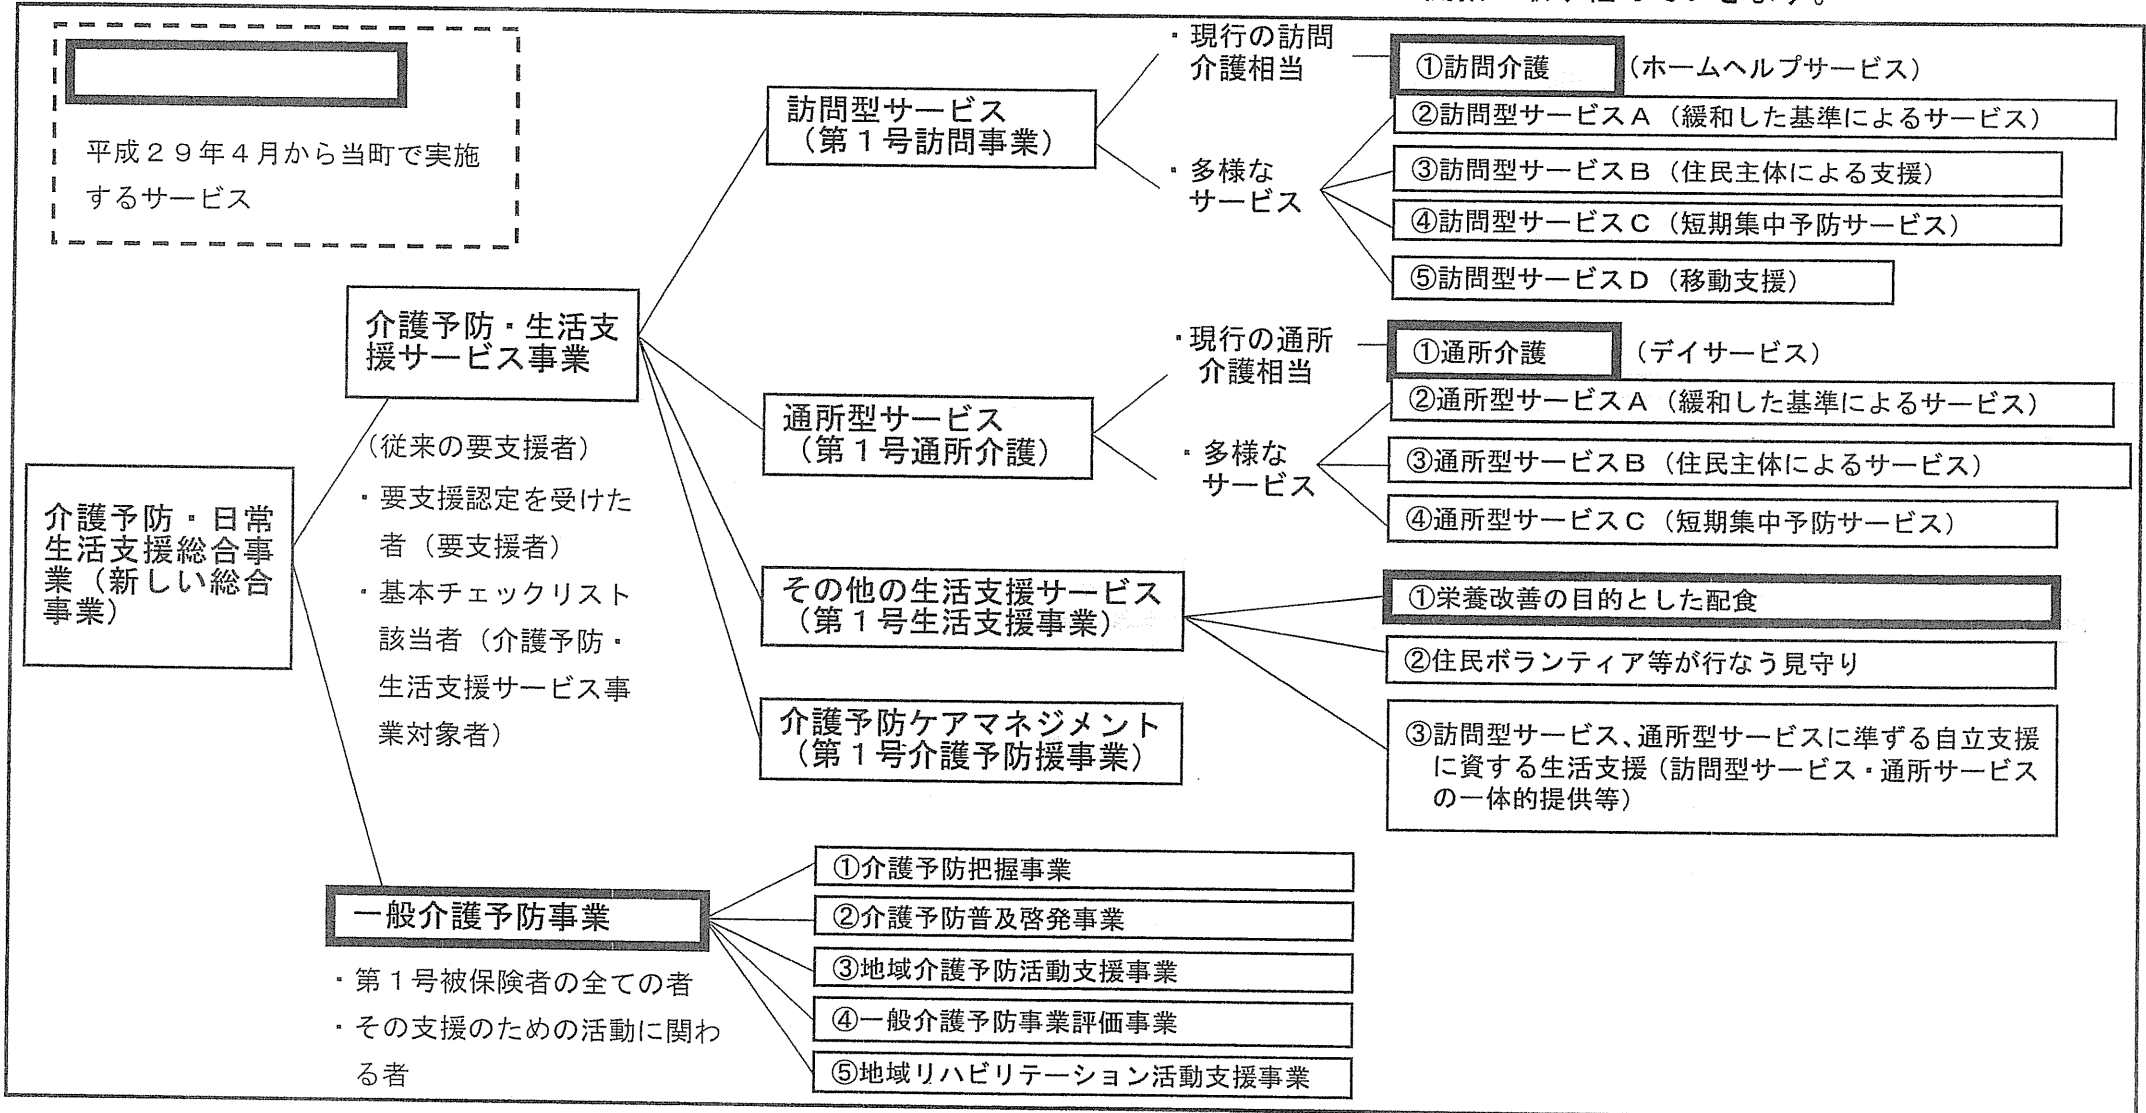 平成２９年４月から当町で実施
するサービス
介護予防・日常
生活支援総合事
業（新しい総合
事業）
介護予防・生活支
援サービス事業
（従来の要支援者）
・要支援認定を受けた
者（要支援者）
・基本チェックリスト
該当者（介護予防・
生活支援サービス事
業対象者）
訪問型サービス
（第１号訪問事業）
・現行の訪問
介護相当
①訪問介護
（ホームヘルプサービス）
・多様な
サービス
②訪問型サービスＡ（緩和した基準によるサービス）
③訪問型サービスＢ（住民主体による支援）
④訪問型サービスＣ（短期集中予防サービス）
⑤訪問型サービスＤ（移動支援）
通所型サービス
（第１号通所介護）
・現行の通所
介護相当
①通所介護
（デイサービス）
・多様な
サービス
②通所型サービスＡ（緩和した基準によるサービス）
③通所型サービスＢ（住民主体によるサービス）
④通所型サービスＣ（短期集中予防サービス）
その他の生活支援サービス
（第１号生活支援事業）
①栄養改善の目的とした配食
②住民ボランティア等が行なう見守り
③訪問型サービス、通所型サービスに準ずる自立支援
に資する生活支援（訪問型サービス・通所サービス
の一体的提供等）
介護予防ケアマネジメント
（第１号介護予防援事業）
一般介護予防事業
・第１号被保険者の全ての者
・その支援のための活動に関わ
る者
①介護予防把握事業
②介護予防普及啓発事業
③地域介護予防活動支援事業
④一般介護予防事業評価事業
⑤地域リハビリテーション活動支援事業